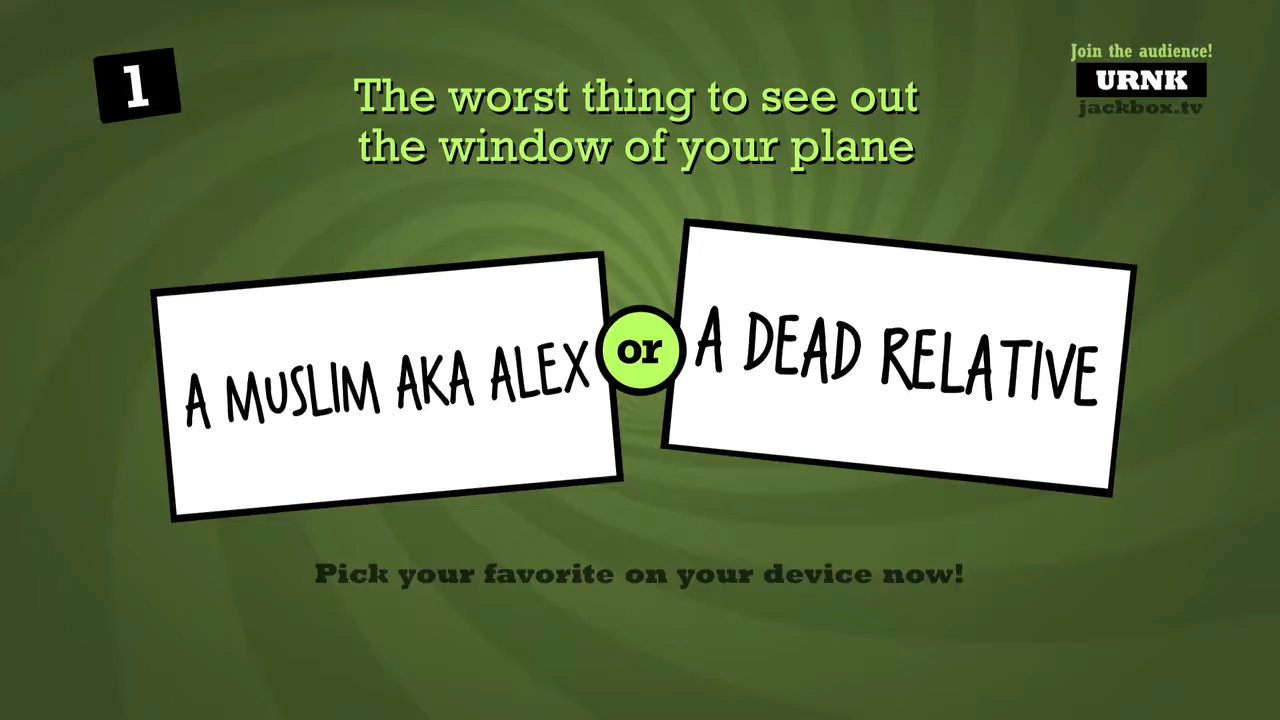 1
The worst thing to see out
the window of your plane
Join the audience!
URNK
jackbox.tv
A MUSLIM AKA ALEX
or
A DEAD RELATIVE
Pick your favorite on your device now!